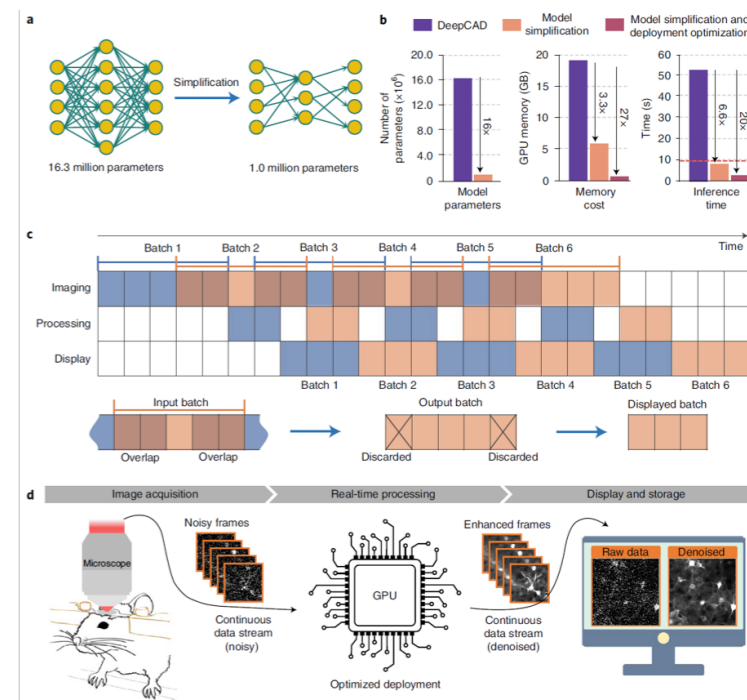 a
Simplification
16.3 million parameters
1.0 million parameters
b
DeepCAD
Model
simplification
Model simplification and
deployment optimization
Number of
parameters (×10⁶)
20.0
16.0
12.0
8.0
4.0
0
16×
Model
parameters
GPU memory (GB)
20
15
10
5
0
3.3×
27×
Memory
cost
Time (s)
60
50
40
30
20
10
0
6.6×
20×
Inference
time
c
Time
Batch 1
Batch 2
Batch 3
Batch 4
Batch 5
Batch 6
Imaging
Processing
Display
Batch 1
Batch 2
Batch 3
Batch 4
Batch 5
Batch 6
Input batch
Overlap
Overlap
Output batch
Discarded
Discarded
Displayed batch
d
Image acquisition
Real-time processing
Display and storage
Microscope
Noisy frames
Continuous
data stream
(noisy)
GPU
Optimized deployment
Enhanced frames
Continuous
data stream
(denoised)
Raw data
Denoised